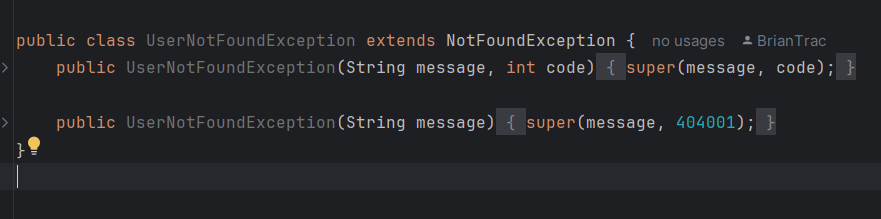 public class UserNotFoundException extends NotFoundException { no usages BrianTrac
public UserNotFoundException(String message, int code) { super(message, code); }
public UserNotFoundException(String message) { super(message, 404001); }
}